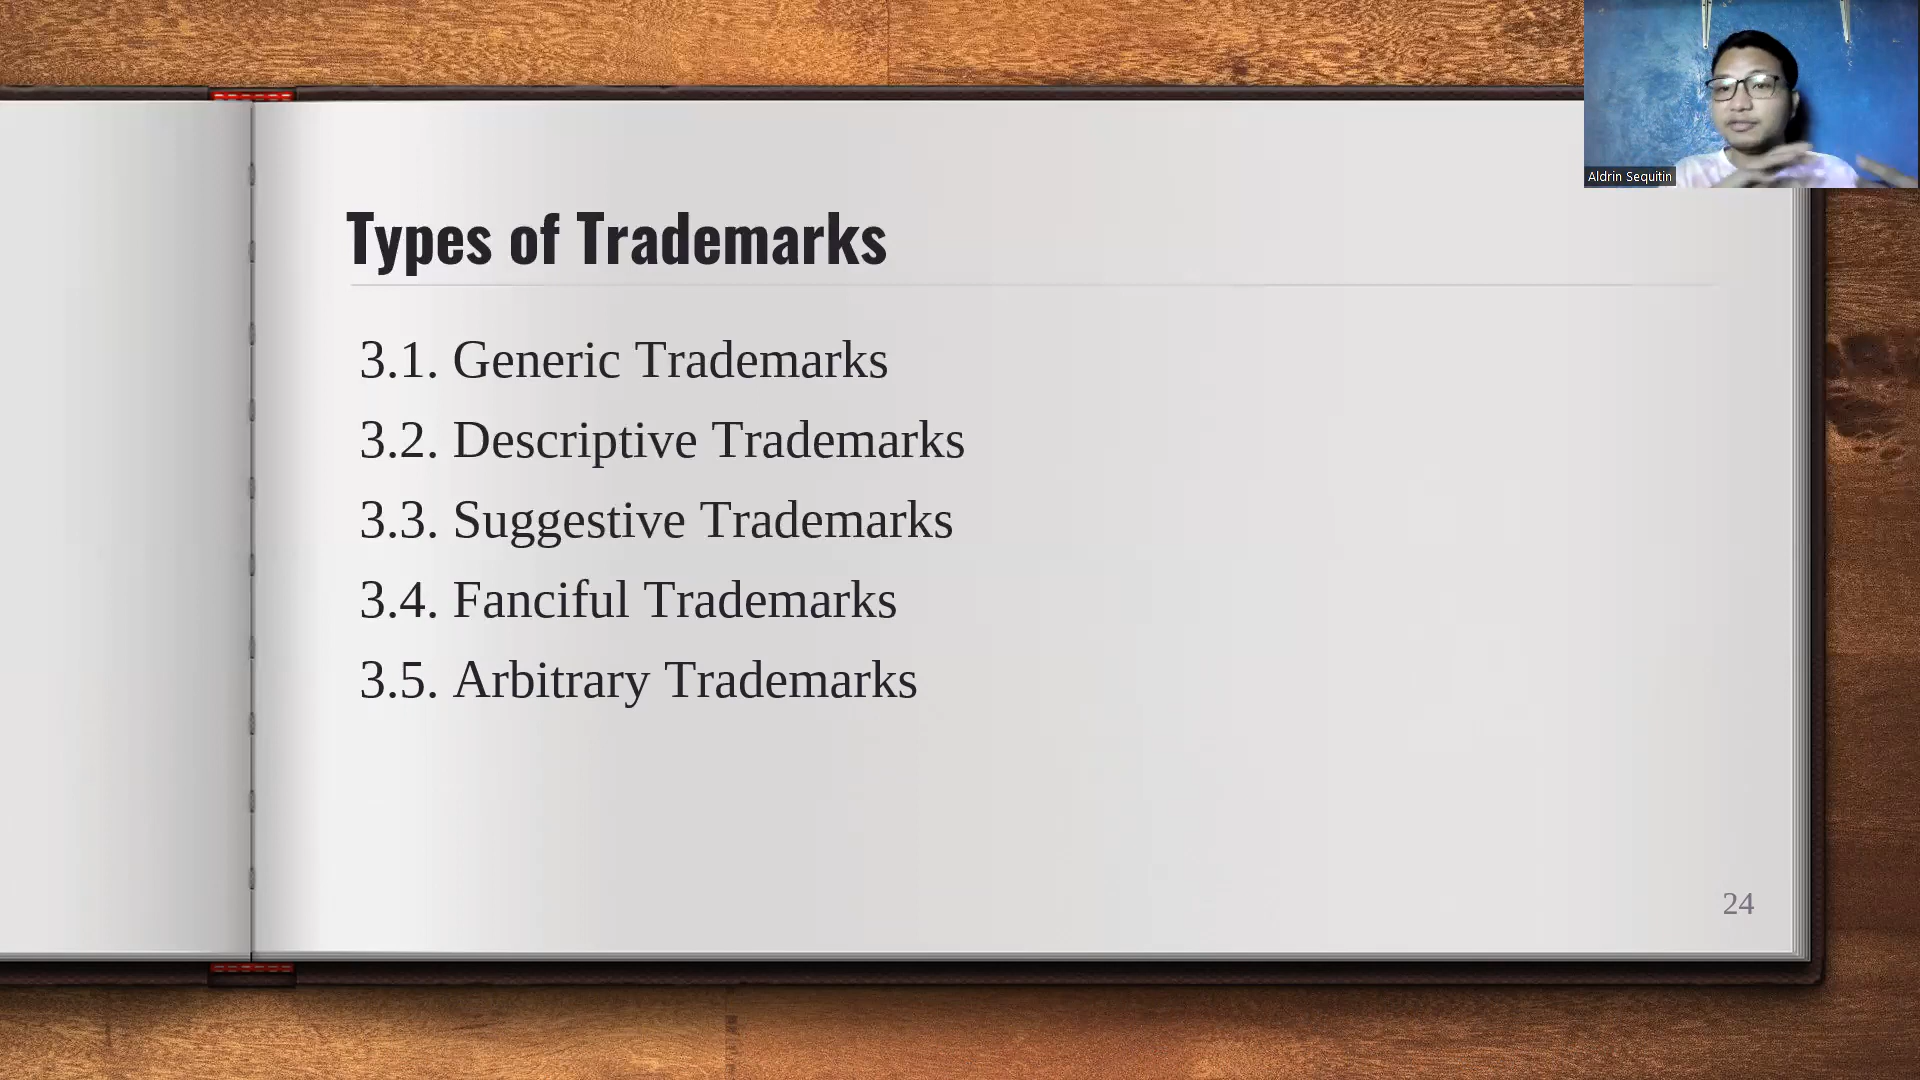 Aldrin Sequitin
Types of Trademarks
3.1. Generic Trademarks
3.2. Descriptive Trademarks
3.3. Suggestive Trademarks
3.4. Fanciful Trademarks
3.5. Arbitrary Trademarks
24